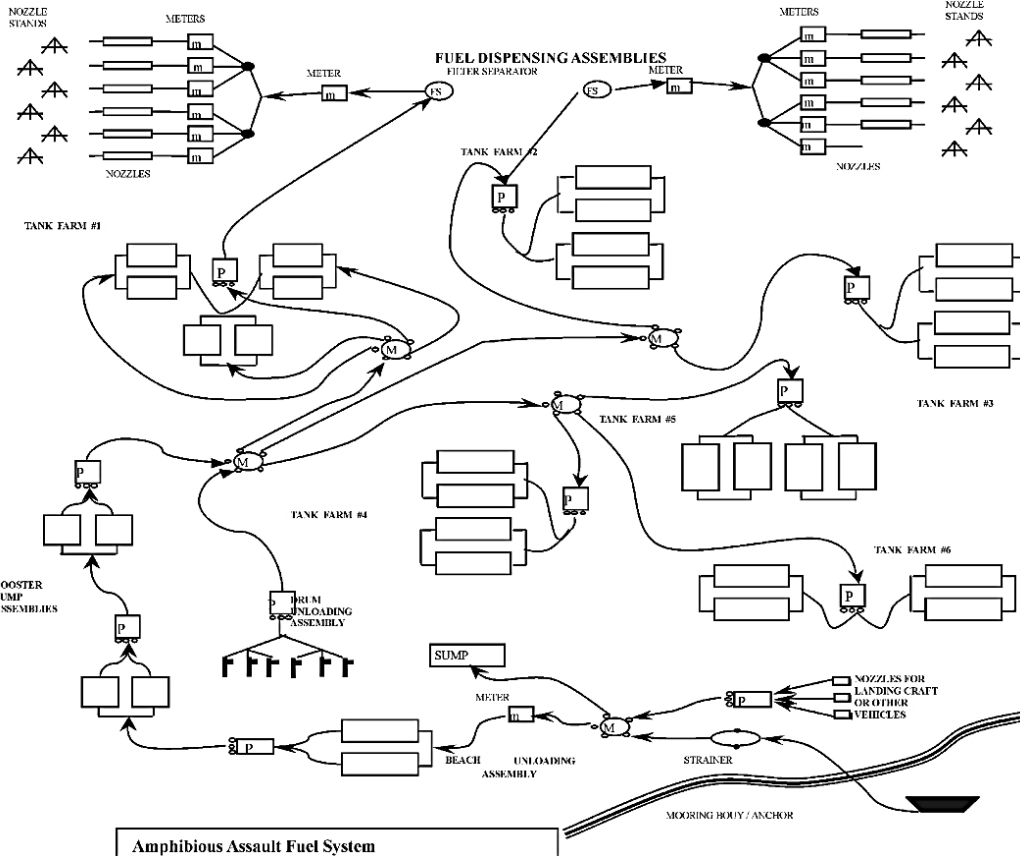 NOZZLE
STANDS
METERS
METERS
NOZZLE
STANDS
FUEL DISPENSING ASSEMBLIES
FILTER SEPARATOR
METER
METER
m
m
m
m
m
m
m
FS
FS
m
m
m
m
m
m
m
NOZZLES
NOZZLES
TANK FARM #2
P
TANK FARM #1
P
P
M
M
P
TANK FARM #3
M
TANK FARM #5
M
P
P
TANK FARM #4
TANK FARM #6
OOSTER
UMP
SSEMBLIES
P
P
DRUM
UNLOADING
ASSEMBLY
P
SUMP
METER
m
M
P
NOZZLES FOR
LANDING CRAFT
OR OTHER
VEHICLES
P
BEACH UNLOADING
ASSEMBLY
STRAINER
MOORING BOUY / ANCHOR
Amphibious Assault Fuel System